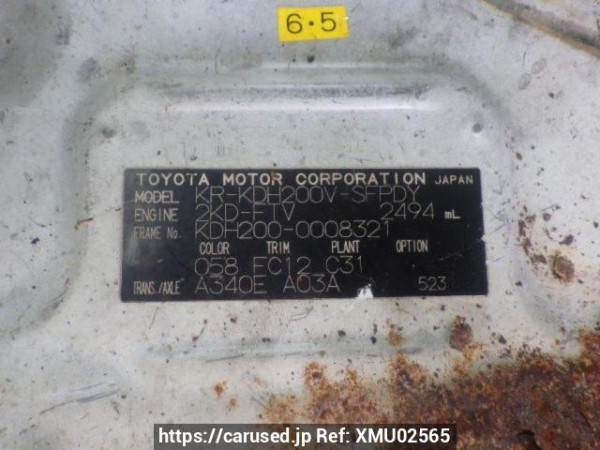 6·5
TOYOTA MOTOR CORPORATION JAPAN
MODEL KR-KDH200V-SFPDY
ENGINE 2KD-FTV 2494 mL
FRAME No. KDH200-0008321
COLOR TRIM PLANT OPTION
058 FC12 C31
TRANS./AXLE A340E A03A 523
https://carused.jp Ref: XMU02565